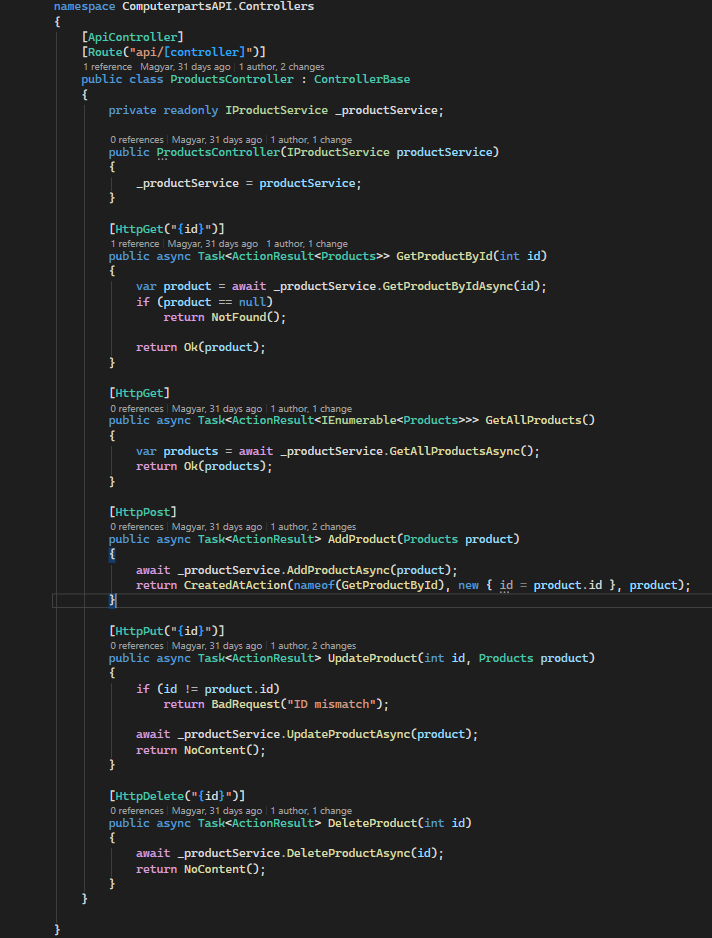 namespace ComputerpartsAPI.Controllers
{
    [ApiController]
    [Route("api/[controller]")]
    1 reference | Magyar, 31 days ago | 1 author, 2 changes
    public class ProductsController : ControllerBase
    {
        private readonly IProductService _productService;

        0 references | Magyar, 31 days ago | 1 author, 1 change
        public ProductsController(IProductService productService)
        {
            _productService = productService;
        }

        [HttpGet("{id}")]
        1 reference | Magyar, 31 days ago | 1 author, 1 change
        public async Task<ActionResult<Products>> GetProductById(int id)
        {
            var product = await _productService.GetProductByIdAsync(id);
            if (product == null)
                return NotFound();

            return Ok(product);
        }

        [HttpGet]
        0 references | Magyar, 31 days ago | 1 author, 1 change
        public async Task<ActionResult<IEnumerable<Products>>> GetAllProducts()
        {
            var products = await _productService.GetAllProductsAsync();
            return Ok(products);
        }

        [HttpPost]
        0 references | Magyar, 31 days ago | 1 author, 2 changes
        public async Task<ActionResult> AddProduct(Products product)
        {
            await _productService.AddProductAsync(product);
            return CreatedAtAction(nameof(GetProductById), new { id = product.id }, product);
        }

        [HttpPut("{id}")]
        0 references | Magyar, 31 days ago | 1 author, 2 changes
        public async Task<ActionResult> UpdateProduct(int id, Products product)
        {
            if (id != product.id)
                return BadRequest("ID mismatch");

            await _productService.UpdateProductAsync(product);
            return NoContent();
        }

        [HttpDelete("{id}")]
        0 references | Magyar, 31 days ago | 1 author, 1 change
        public async Task<ActionResult> DeleteProduct(int id)
        {
            await _productService.DeleteProductAsync(id);
            return NoContent();
        }
    }

}